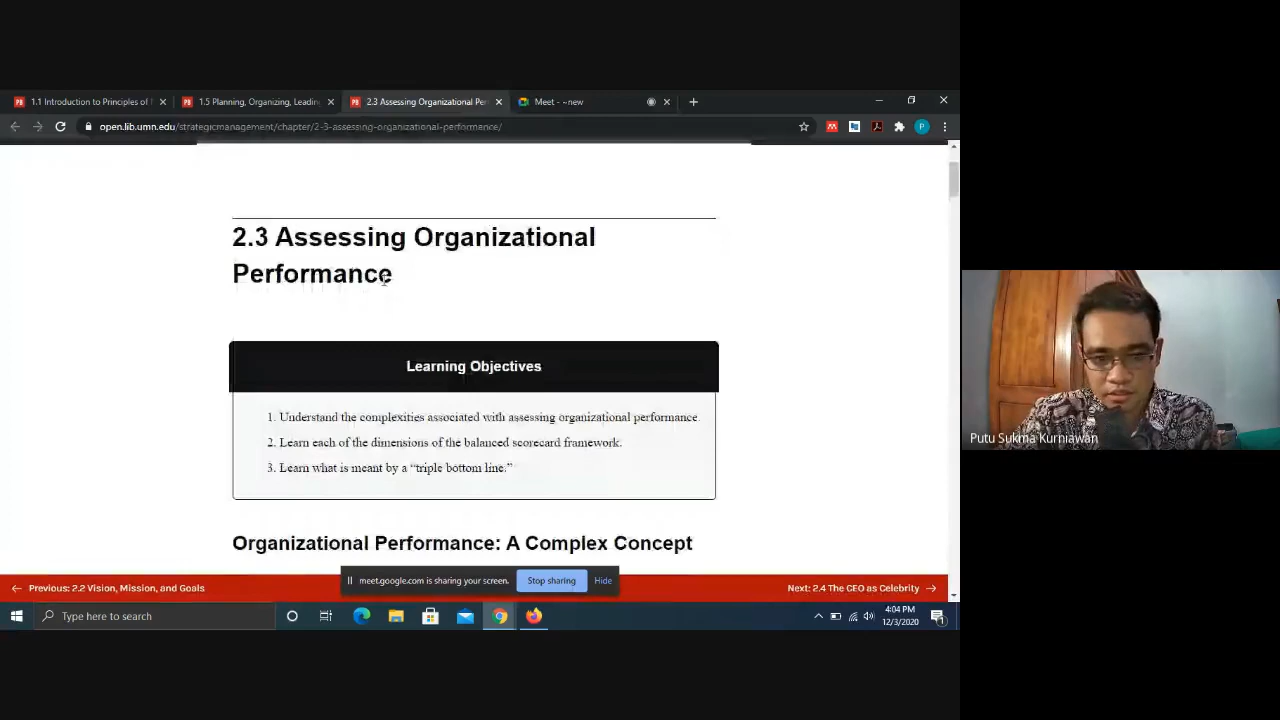 1.1 Introduction to Principles of
1.5 Planning, Organizing, Leading
2.3 Assessing Organizational Per
Meet - ~new
open.lib.umn.edu/strategicmanagement/chapter/2-3-assessing-organizational-performance/
P
2.3 Assessing Organizational
Performance
Learning Objectives
1. Understand the complexities associated with assessing organizational performance.
2. Learn each of the dimensions of the balanced scorecard framework.
3. Learn what is meant by a “triple bottom line.”
Organizational Performance: A Complex Concept
Putu Sukma Kurniawan
meet.google.com is sharing your screen.
Stop sharing
Hide
Previous: 2.2 Vision, Mission, and Goals
Next: 2.4 The CEO as Celebrity
Type here to search
4:04 PM
12/3/2020
1